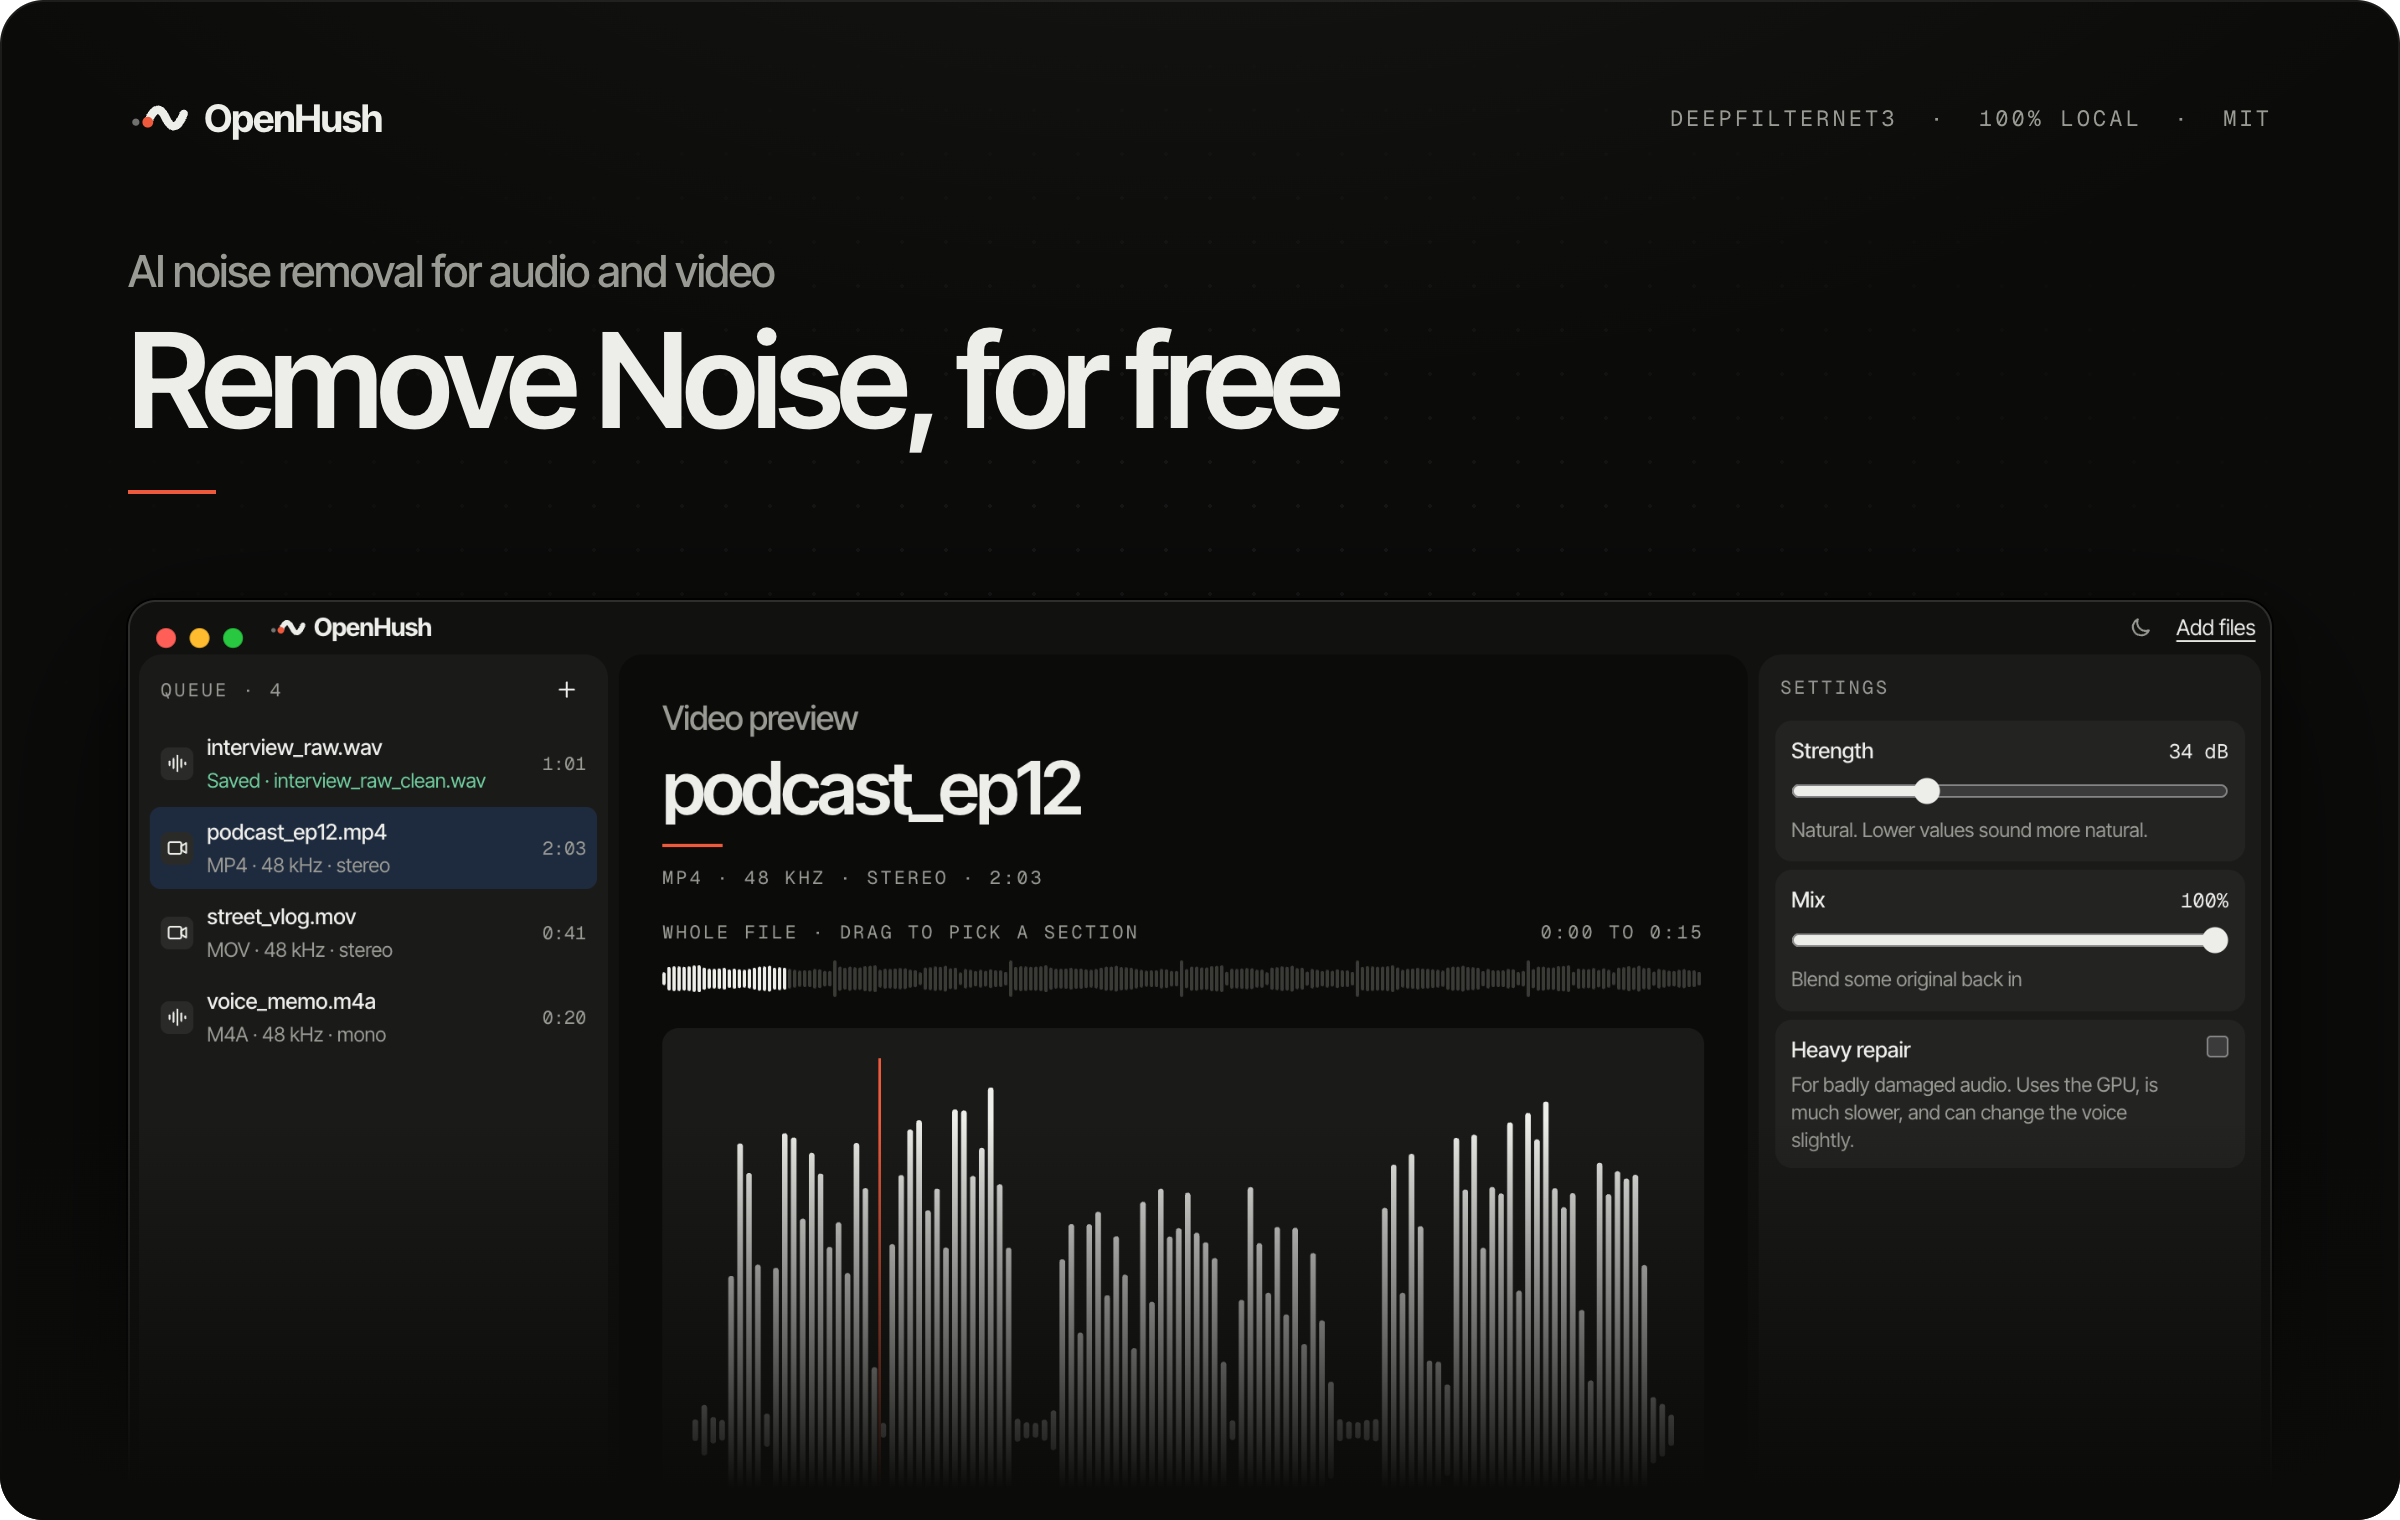 OpenHush
DEEPFILTERNET3 · 100% LOCAL · MIT
AI noise removal for audio and video
Remove Noise, for free
OpenHush
Add files
QUEUE · 4
interview_raw.wav
Saved · interview_raw_clean.wav
1:01
podcast_ep12.mp4
MP4 · 48 kHz · stereo
2:03
street_vlog.mov
MOV · 48 kHz · stereo
0:41
voice_memo.m4a
M4A · 48 kHz · mono
0:20
Video preview
podcast_ep12
MP4 · 48 KHZ · STEREO · 2:03
WHOLE FILE · DRAG TO PICK A SECTION
0:00 TO 0:15
SETTINGS
Strength
34 dB
Natural. Lower values sound more natural.
Mix
100%
Blend some original back in
Heavy repair
For badly damaged audio. Uses the GPU, is
much slower, and can change the voice
slightly.